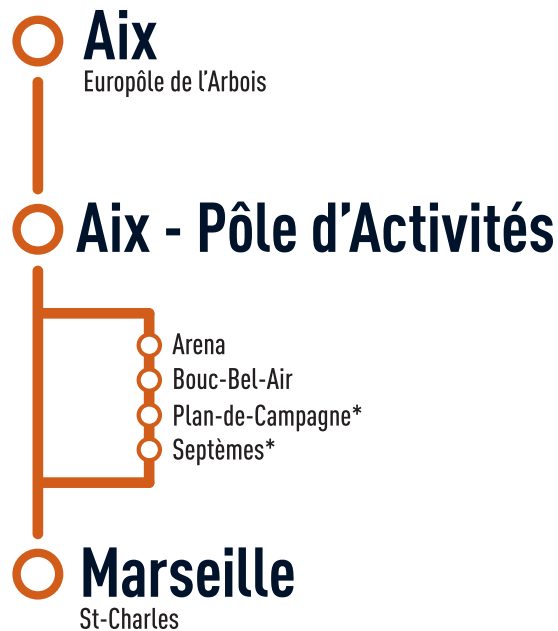 Aix
Europôle de l'Arbois
Aix - Pôle d'Activités
Arena
Bouc-Bel-Air
Plan-de-Campagne*
Septèmes*
Marseille
St-Charles